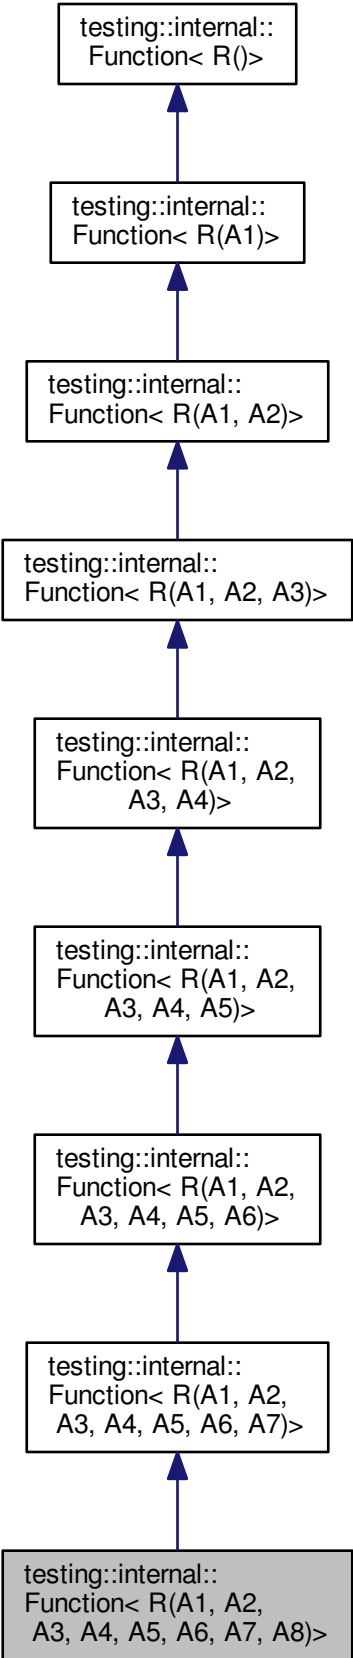 testing::internal::
Function< R()>
testing::internal::
Function< R(A1)>
testing::internal::
Function< R(A1, A2)>
testing::internal::
Function< R(A1, A2, A3)>
testing::internal::
Function< R(A1, A2,
A3, A4)>
testing::internal::
Function< R(A1, A2,
A3, A4, A5)>
testing::internal::
Function< R(A1, A2,
A3, A4, A5, A6)>
testing::internal::
Function< R(A1, A2,
A3, A4, A5, A6, A7)>
testing::internal::
Function< R(A1, A2,
A3, A4, A5, A6, A7, A8)>